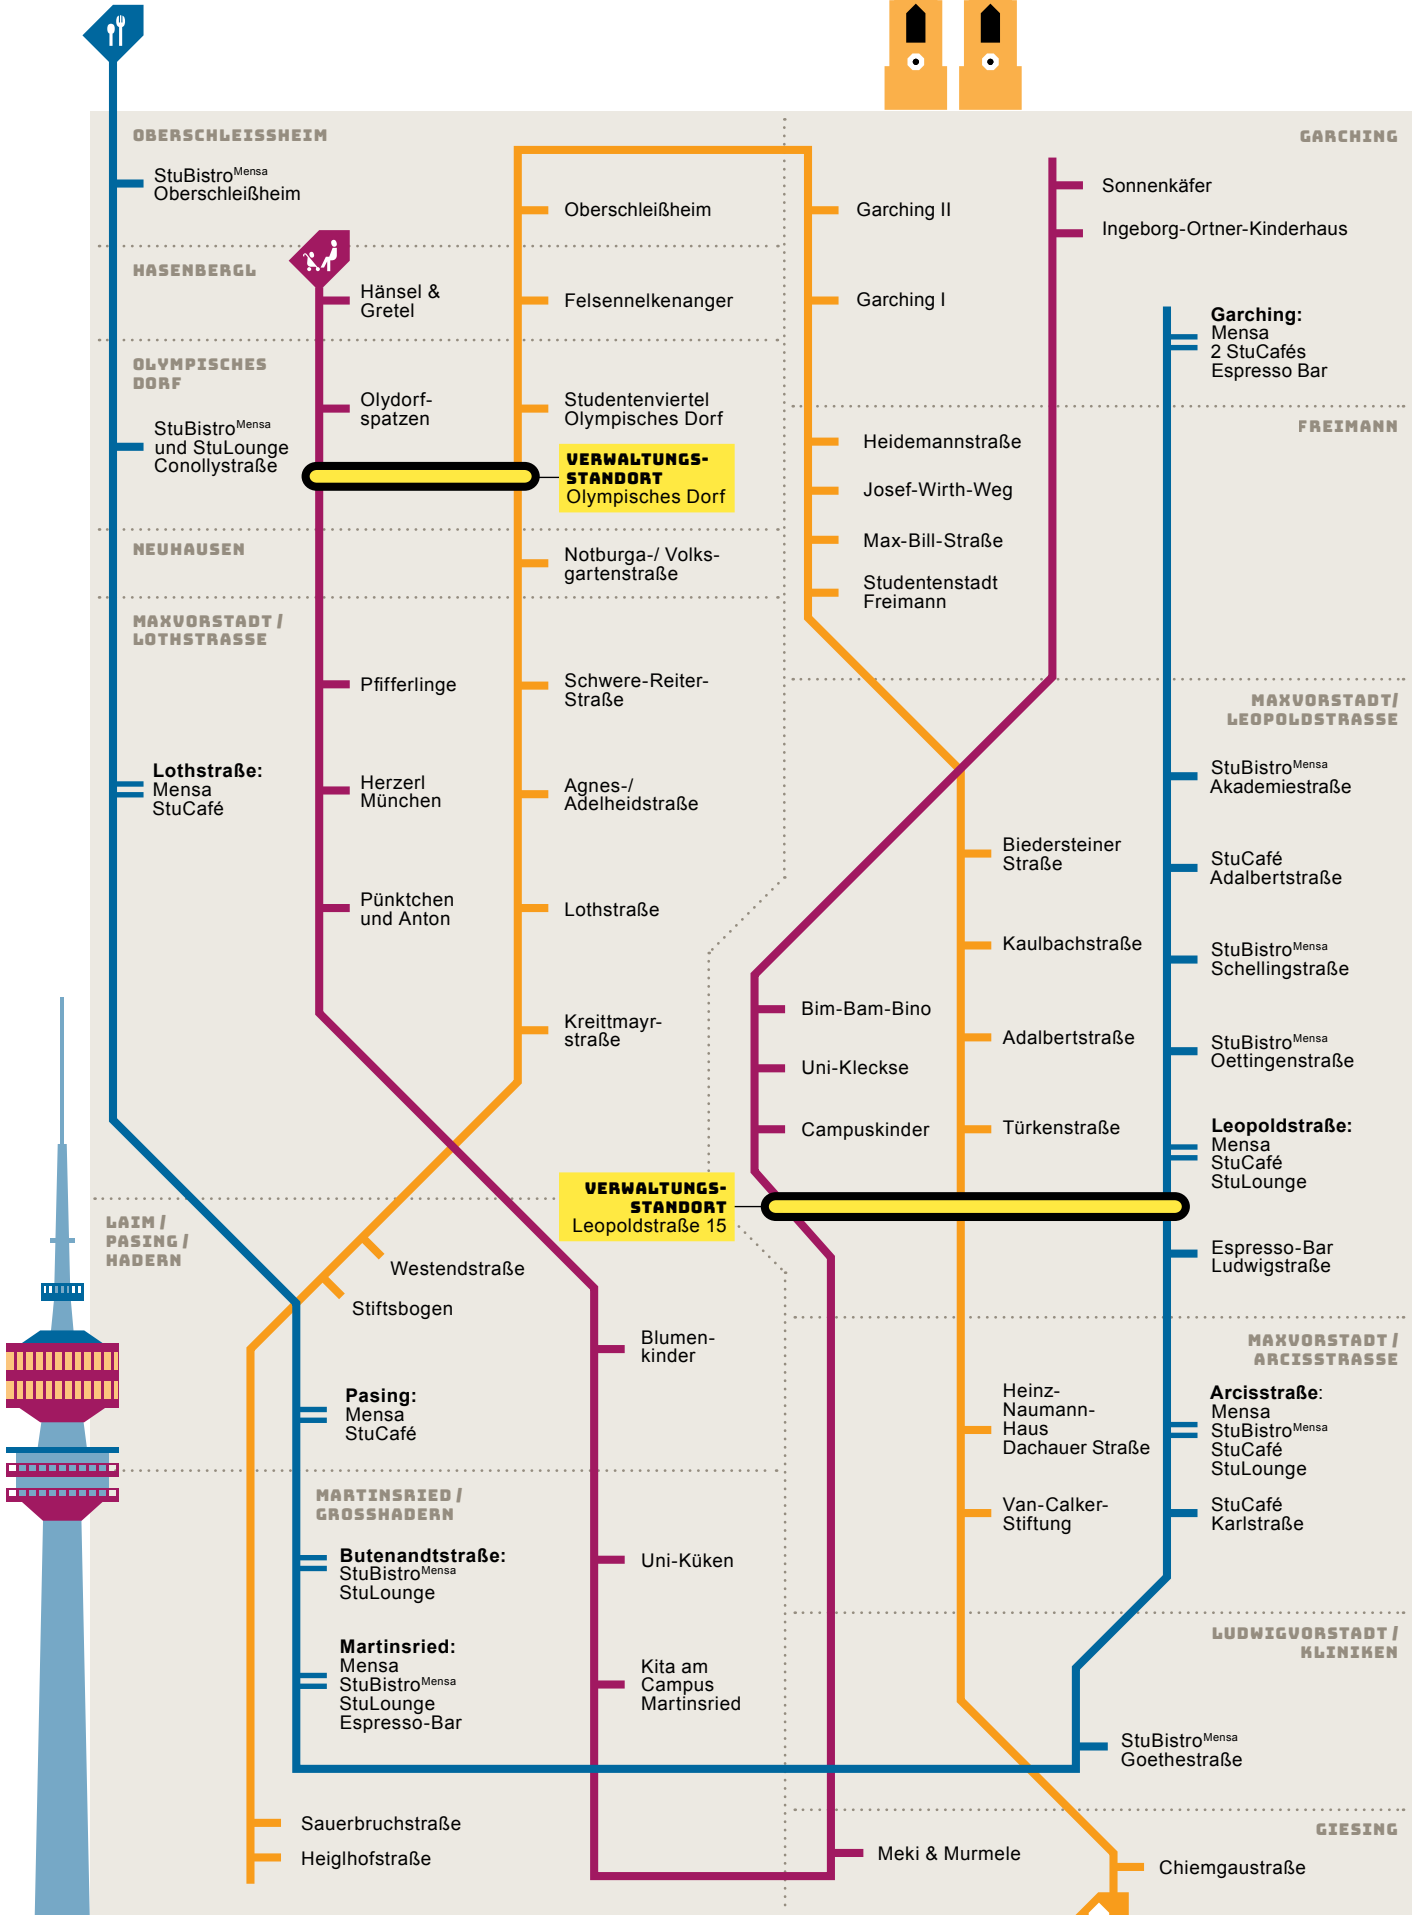 OBERSCHLEISSHEIM
StuBistroMensa
Oberschleißheim
HASENBERGL
Hänsel &
Gretel
OLYMPISCHES
DORF
StuBistroMensa
und StuLounge
Conollystraße
Olydorf-
spatzen
NEUHAUSEN
MAXVORSTADT /
LOTHSTRASSE
Pfifferlinge
Lothstraße:
Mensa
StuCafé
Herzerl
München
Pünktchen
und Anton
Oberschleißheim
Felsennelkenanger
Studentenviertel
Olympisches Dorf
VERWALTUNGS-
STANDORT
Olympisches Dorf
Notburga-/ Volks-
gartenstraße
Schwere-Reiter-
Straße
Agnes-/
Adelheidstraße
Lothstraße
Kreittmayr-
straße
LAIM /
PASING /
HADERN
Westendstraße
Stiftsbogen
Pasing:
Mensa
StuCafé
Blumen-
kinder
MARTINSRIED /
GROSSHADERN
Butenandtstraße:
StuBistroMensa
StuLounge
Uni-Küken
Martinsried:
Mensa
StuBistroMensa
StuLounge
Espresso-Bar
Kita am
Campus
Martinsried
Sauerbruchstraße
Heiglhofstraße
GARCHING
Garching II
Garching I
Sonnenkäfer
Ingeborg-Ortner-Kinderhaus
Garching:
Mensa
2 StuCafés
Espresso Bar
FREIMANN
Heidemannstraße
Josef-Wirth-Weg
Max-Bill-Straße
Studentenstadt
Freimann
MAXVORSTADT/
LEOPOLDSTRASSE
StuBistroMensa
Akademiestraße
Biedersteiner
Straße
StuCafé
Adalbertstraße
Kaulbachstraße
StuBistroMensa
Schellingstraße
Bim-Bam-Bino
Adalbertstraße
StuBistroMensa
Oettingenstraße
Uni-Kleckse
Campuskinder
Türkenstraße
Leopoldstraße:
Mensa
StuCafé
StuLounge
VERWALTUNGS-
STANDORT
Leopoldstraße 15
Espresso-Bar
Ludwigstraße
MAXVORSTADT /
ARCISSTRASSE
Heinz-
Naumann-
Haus
Dachauer Straße
Arcisstraße:
Mensa
StuBistroMensa
StuCafé
StuLounge
Van-Calker-
Stiftung
StuCafé
Karlstraße
LUDWIGVORSTADT /
KLINIKEN
StuBistroMensa
Goethestraße
GIESING
Meki & Murmele
Chiemgaustraße